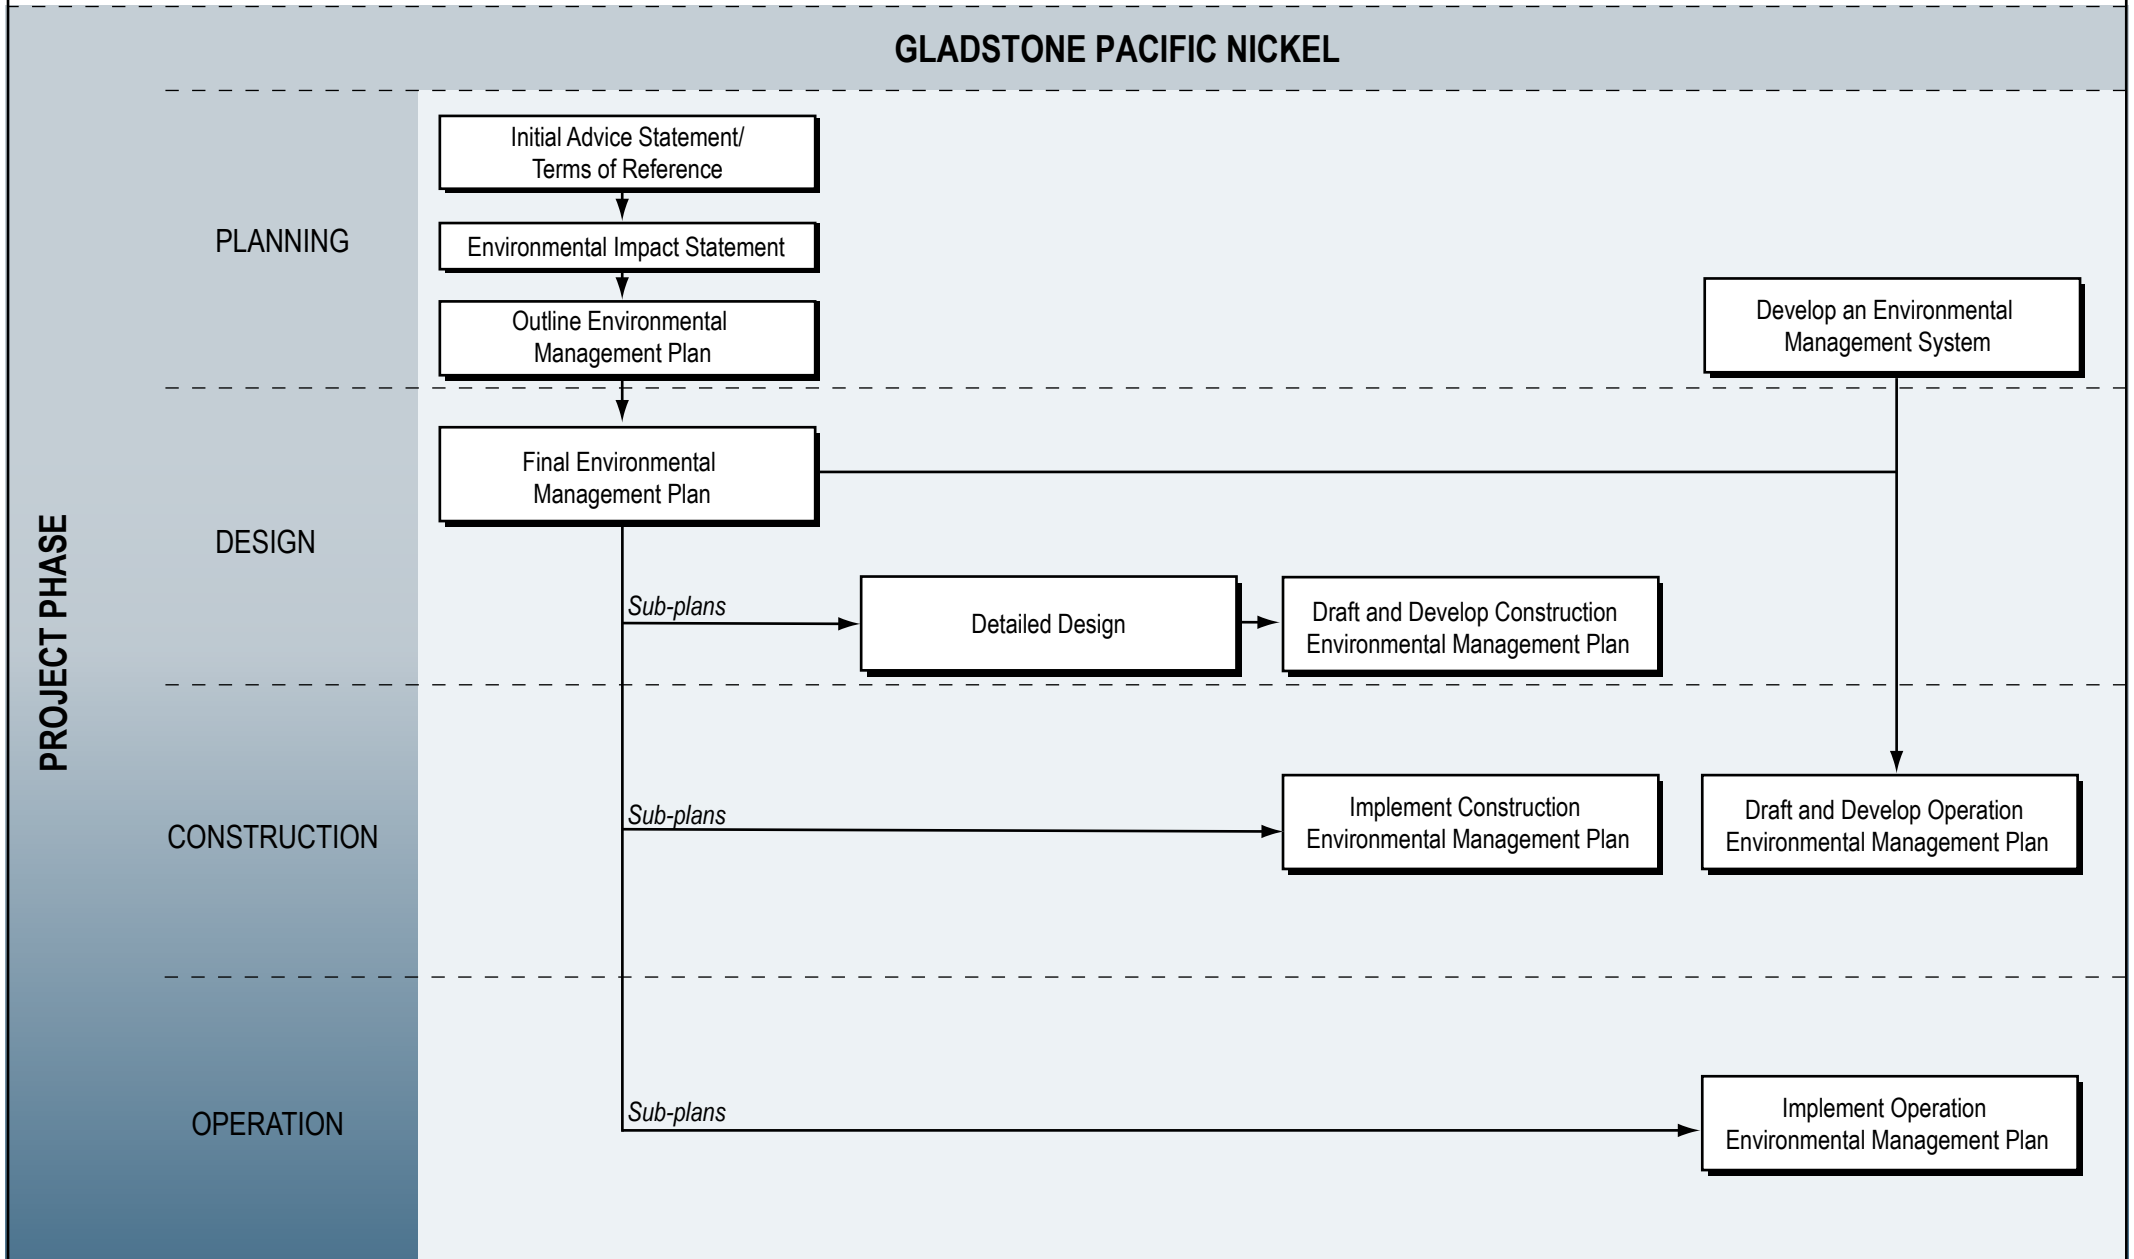 GLADSTONE PACIFIC NICKEL
PROJECT PHASE
PLANNING
Initial Advice Statement/
Terms of Reference
Environmental Impact Statement
Outline Environmental
Management Plan
Develop an Environmental
Management System
DESIGN
Final Environmental
Management Plan
Sub-plans
Detailed Design
Draft and Develop Construction
Environmental Management Plan
CONSTRUCTION
Sub-plans
Implement Construction
Environmental Management Plan
Draft and Develop Operation
Environmental Management Plan
OPERATION
Sub-plans
Implement Operation
Environmental Management Plan